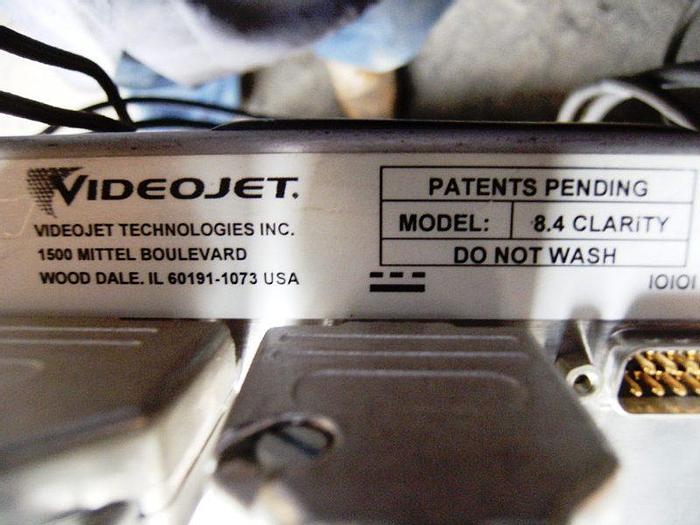 VIDEOJET.
VIDEOJET TECHNOLOGIES INC.
1500 MITTEL BOULEVARD
WOOD DALE. IL 60191-1073 USA
PATENTS PENDING
MODEL: 8.4 CLARiTY
DO NOT WASH
IOIOI